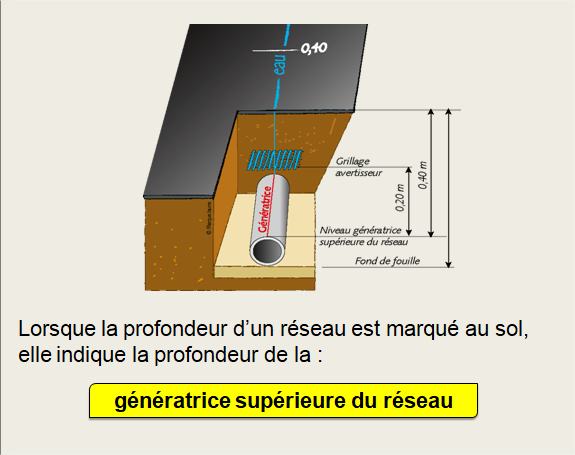 0,40
eau
Grillage
avertisseur
Génératrice
0,20 m
0,40 m
Niveau génératrice
supérieure du réseau
Fond de fouille
Lorsque la profondeur d’un réseau est marqué au sol,
elle indique la profondeur de la :
génératrice supérieure du réseau